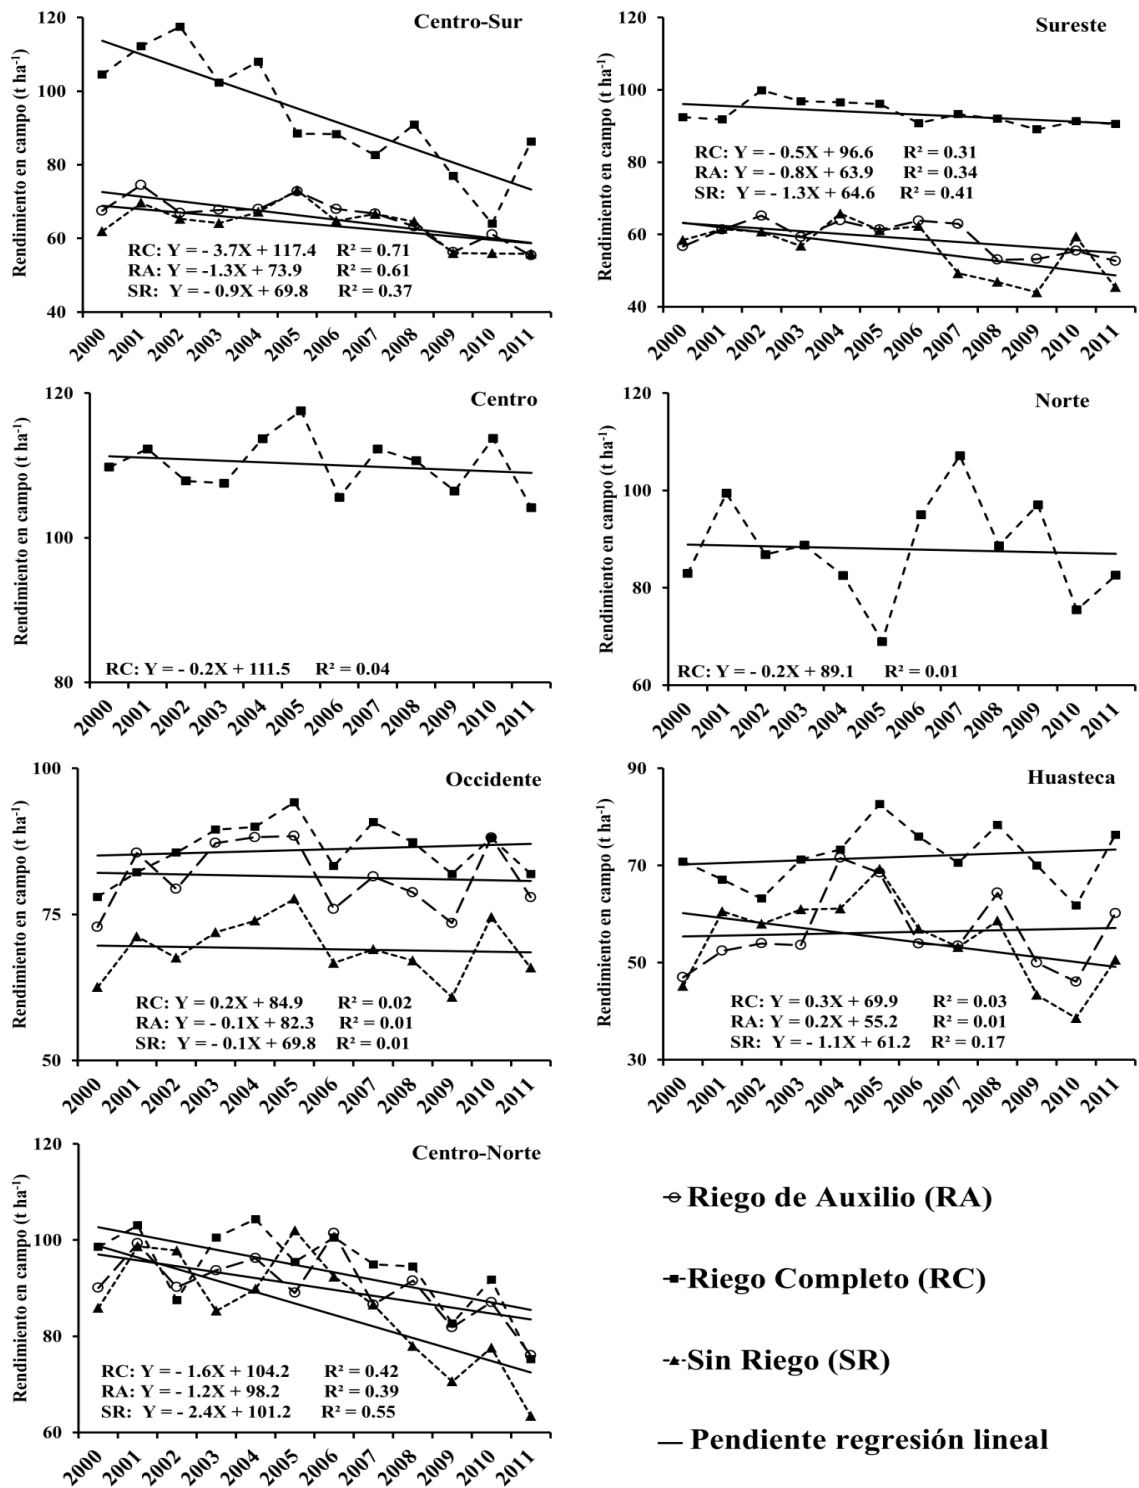 Centro-Sur
Rendimiento en campo (t ha⁻¹)
120
100
80
60
40
RC: Y = - 3.7X + 117.4 R² = 0.71
RA: Y = -1.3X + 73.9 R² = 0.61
SR: Y = - 0.9X + 69.8 R² = 0.37
2000 2001 2002 2003 2004 2005 2006 2007 2008 2009 2010 2011
Sureste
Rendimiento en campo (t ha⁻¹)
120
100
80
60
40
RC: Y = - 0.5X + 96.6 R² = 0.31
RA: Y = - 0.8X + 63.9 R² = 0.34
SR: Y = - 1.3X + 64.6 R² = 0.41
2000 2001 2002 2003 2004 2005 2006 2007 2008 2009 2010 2011
Centro
Rendimiento en campo (t ha⁻¹)
120
100
80
RC: Y = - 0.2X + 111.5 R² = 0.04
2000 2001 2002 2003 2004 2005 2006 2007 2008 2009 2010 2011
Norte
Rendimiento en campo (t ha⁻¹)
120
100
80
60
RC: Y = - 0.2X + 89.1 R² = 0.01
2000 2001 2002 2003 2004 2005 2006 2007 2008 2009 2010 2011
Occidente
Rendimiento en campo (t ha⁻¹)
100
75
50
RC: Y = 0.2X + 84.9 R² = 0.02
RA: Y = - 0.1X + 82.3 R² = 0.01
SR: Y = - 0.1X + 69.8 R² = 0.01
2000 2001 2002 2003 2004 2005 2006 2007 2008 2009 2010 2011
Huasteca
Rendimiento en campo (t ha⁻¹)
90
70
50
30
RC: Y = 0.3X + 69.9 R² = 0.03
RA: Y = 0.2X + 55.2 R² = 0.01
SR: Y = - 1.1X + 61.2 R² = 0.17
2000 2001 2002 2003 2004 2005 2006 2007 2008 2009 2010 2011
Centro-Norte
Rendimiento en campo (t ha⁻¹)
120
100
80
60
RC: Y = - 1.6X + 104.2 R² = 0.42
RA: Y = - 1.2X + 98.2 R² = 0.39
SR: Y = - 2.4X + 101.2 R² = 0.55
2000 2001 2002 2003 2004 2005 2006 2007 2008 2009 2010 2011
Riego de Auxilio (RA)
Riego Completo (RC)
Sin Riego (SR)
Pendiente regresión lineal